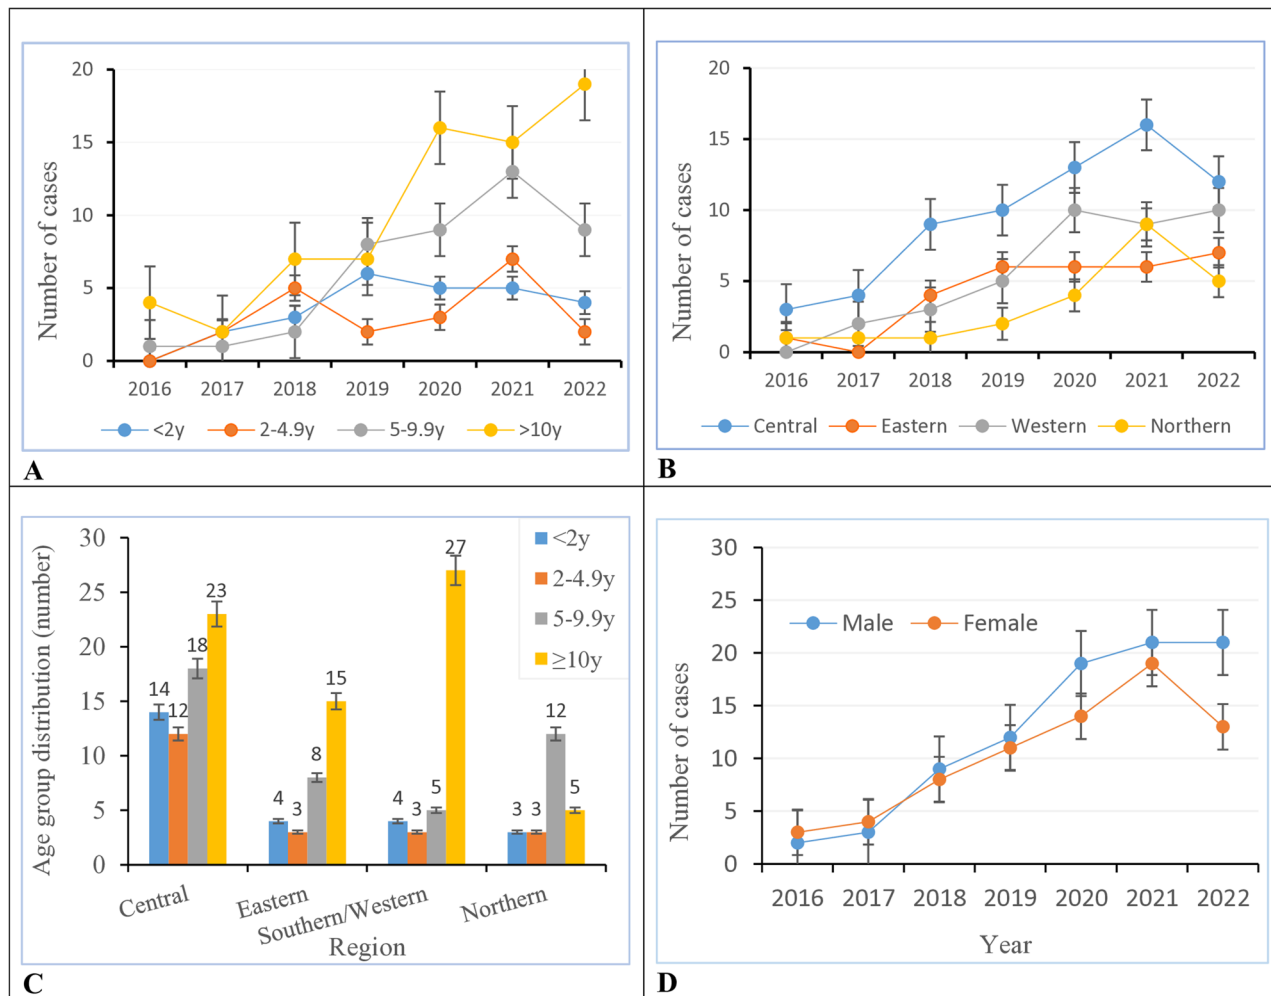 20
15
10
5
0
Number of cases
2016 2017 2018 2019 2020 2021 2022
<2y 2-4.9y 5-9.9y >10y
A
20
15
10
5
0
Number of cases
2016 2017 2018 2019 2020 2021 2022
Central Eastern Western Northern
B
30
25
20
15
10
5
0
Age group distribution (number)
<2y
2-4.9y
5-9.9y
≥10y
14 12 18 23
4 3 8 15
4 3 5 27
3 3 12 5
Central Eastern Southern/Western Northern
Region
C
30
25
20
15
10
5
0
Number of cases
Male Female
2016 2017 2018 2019 2020 2021 2022
Year
D